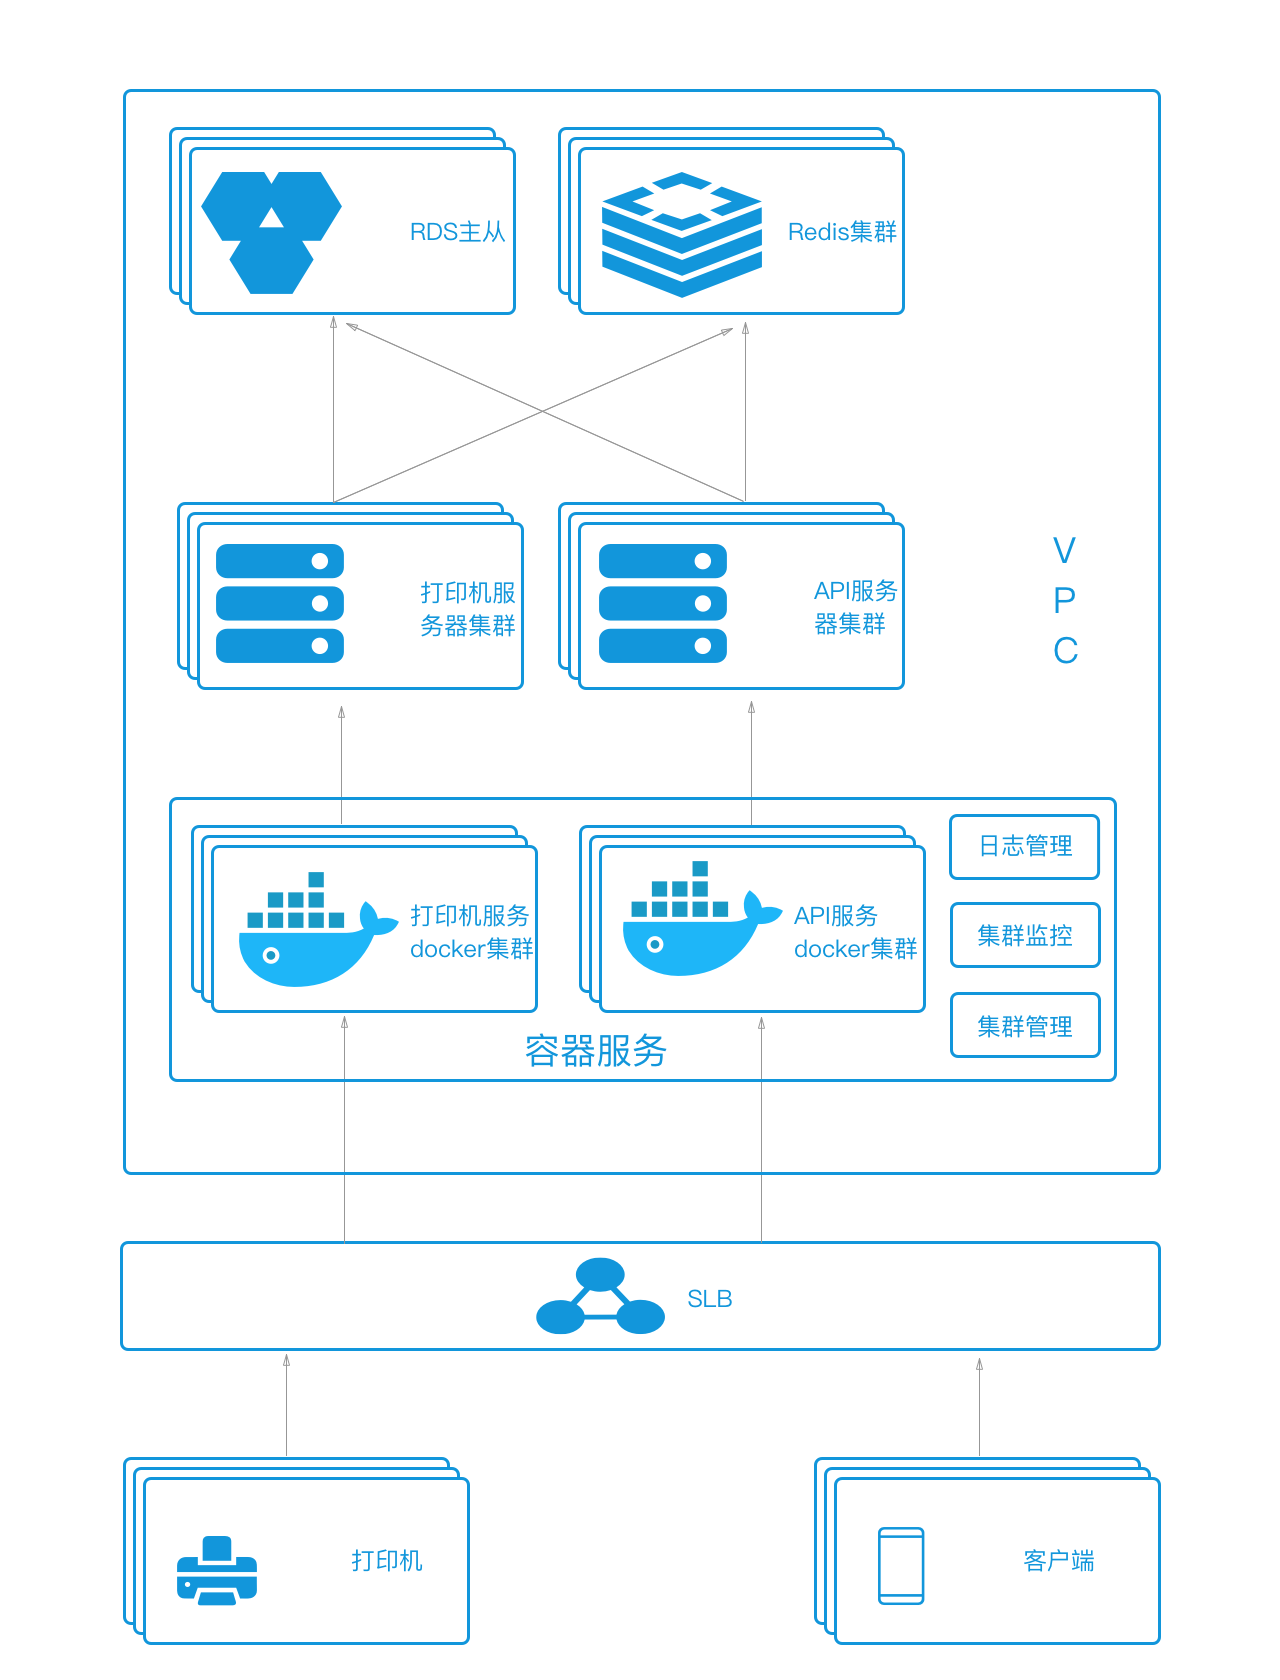 RDS主从
Redis集群
打印机服
务器集群
API服务
器集群
V
P
C
打印机服务
docker集群
API服务
docker集群
日志管理
集群监控
集群管理
容器服务
SLB
打印机
客户端